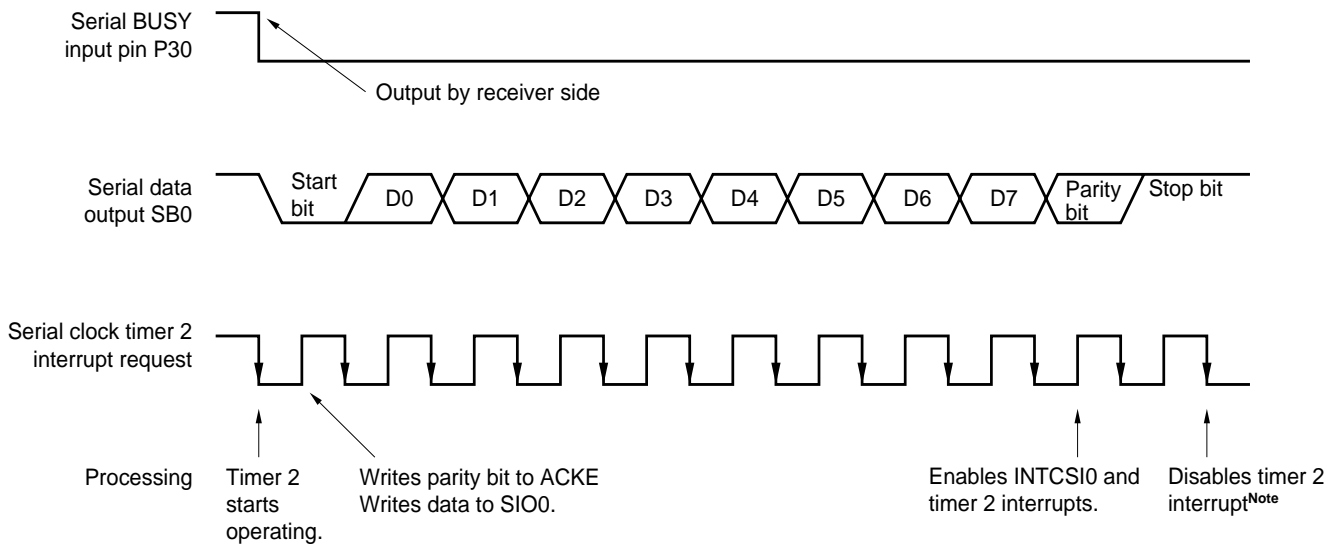 Serial BUSY
input pin P30
Output by receiver side
Serial data
output SB0
Start
bit
D0
D1
D2
D3
D4
D5
D6
D7
Parity
bit
Stop bit
Serial clock timer 2
interrupt request
Processing
Timer 2
starts
operating.
Writes parity bit to ACKE
Writes data to SIO0.
Enables INTCSI0 and
timer 2 interrupts.
Disables timer 2
interruptNote